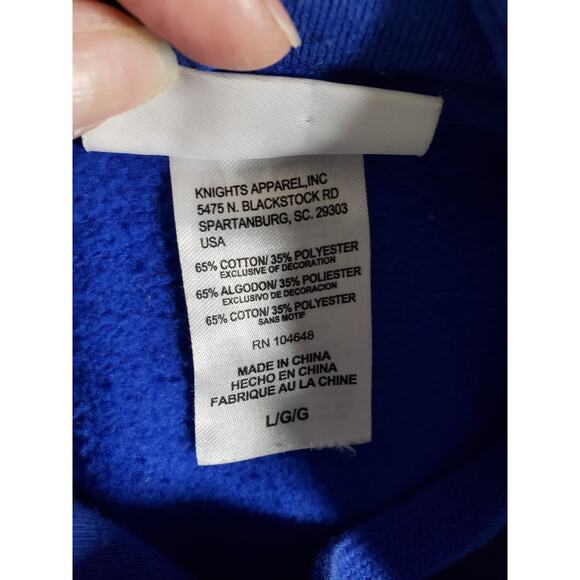 KNIGHTS APPAREL,INC
5475 N. BLACKSTOCK RD
SPARTANBURG, SC. 29303
USA
65% COTTON/ 35% POLYESTER
EXCLUSIVE OF DECORATION
65% ALGODON/ 35% POLIESTER
EXCLUSIVO DE DECORACION
65% COTON/ 35% POLYESTER
SANS MOTIF
RN 104648
MADE IN CHINA
HECHO EN CHINA
FABRIQUE AU LA CHINE
L/G/G